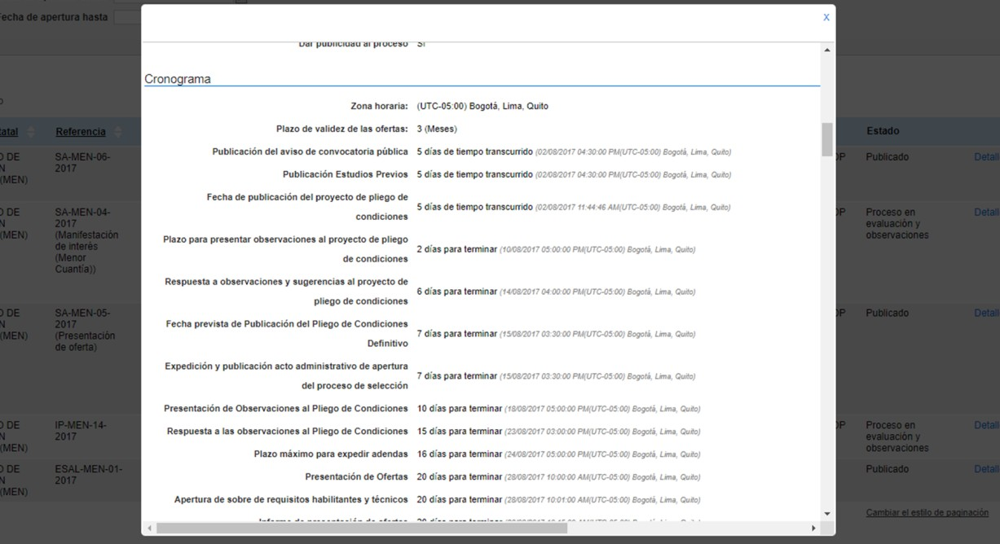 Fecha de apertura hasta
X
Dar publicidad al proceso Sí
Cronograma
Zona horaria: (UTC-05:00) Bogotá, Lima, Quito
Plazo de validez de las ofertas: 3 (Meses)
Publicación del aviso de convocatoria pública 5 días de tiempo transcurrido (02/08/2017 04:30:00 PM(UTC-05:00) Bogotá, Lima, Quito)
Publicación Estudios Previos 5 días de tiempo transcurrido (02/08/2017 04:30:00 PM(UTC-05:00) Bogotá, Lima, Quito)
Fecha de publicación del proyecto de pliego de
condiciones 5 días de tiempo transcurrido (02/08/2017 11:44:46 AM(UTC-05:00) Bogotá, Lima, Quito)
Plazo para presentar observaciones al proyecto de pliego
de condiciones 2 días para terminar (10/08/2017 05:00:00 PM(UTC-05:00) Bogotá, Lima, Quito)
Respuesta a observaciones y sugerencias al proyecto de
pliego de condiciones 6 días para terminar (14/08/2017 04:00:00 PM(UTC-05:00) Bogotá, Lima, Quito)
Fecha prevista de Publicación del Pliego de Condiciones
Definitivo 7 días para terminar (15/08/2017 03:30:00 PM(UTC-05:00) Bogotá, Lima, Quito)
Expedición y publicación acto administrativo de apertura
del proceso de selección 7 días para terminar (15/08/2017 03:30:00 PM(UTC-05:00) Bogotá, Lima, Quito)
Presentación de Observaciones al Pliego de Condiciones 10 días para terminar (18/08/2017 05:00:00 PM(UTC-05:00) Bogotá, Lima, Quito)
Respuesta a las observaciones al Pliego de Condiciones 15 días para terminar (23/08/2017 03:00:00 PM(UTC-05:00) Bogotá, Lima, Quito)
Plazo máximo para expedir adendas 16 días para terminar (24/08/2017 05:00:00 PM(UTC-05:00) Bogotá, Lima, Quito)
Presentación de Ofertas 20 días para terminar (28/08/2017 10:00:00 AM(UTC-05:00) Bogotá, Lima, Quito)
Apertura de sobre de requisitos habilitantes y técnicos 20 días para terminar (28/08/2017 10:01:00 AM(UTC-05:00) Bogotá, Lima, Quito)
Informe de presentación de ofertas 20 días para terminar
tatal Referencia Estado
O DE
N
(MEN)
SA-MEN-06-
2017
OP Publicado Detall
O DE
N
(MEN)
SA-MEN-04-
2017
(Manifestación
de interés
(Menor
Cuantía))
OP Proceso en
evaluación y
observaciones
Detall
O DE
N
(MEN)
SA-MEN-05-
2017
(Presentación
de oferta)
OP Publicado Detall
O DE
N
(MEN)
IP-MEN-14-
2017
OP Proceso en
evaluación y
observaciones
Detall
O DE
N
(MEN)
ESAL-MEN-01-
2017
Publicado Detall
Cambiar el estilo de paginación